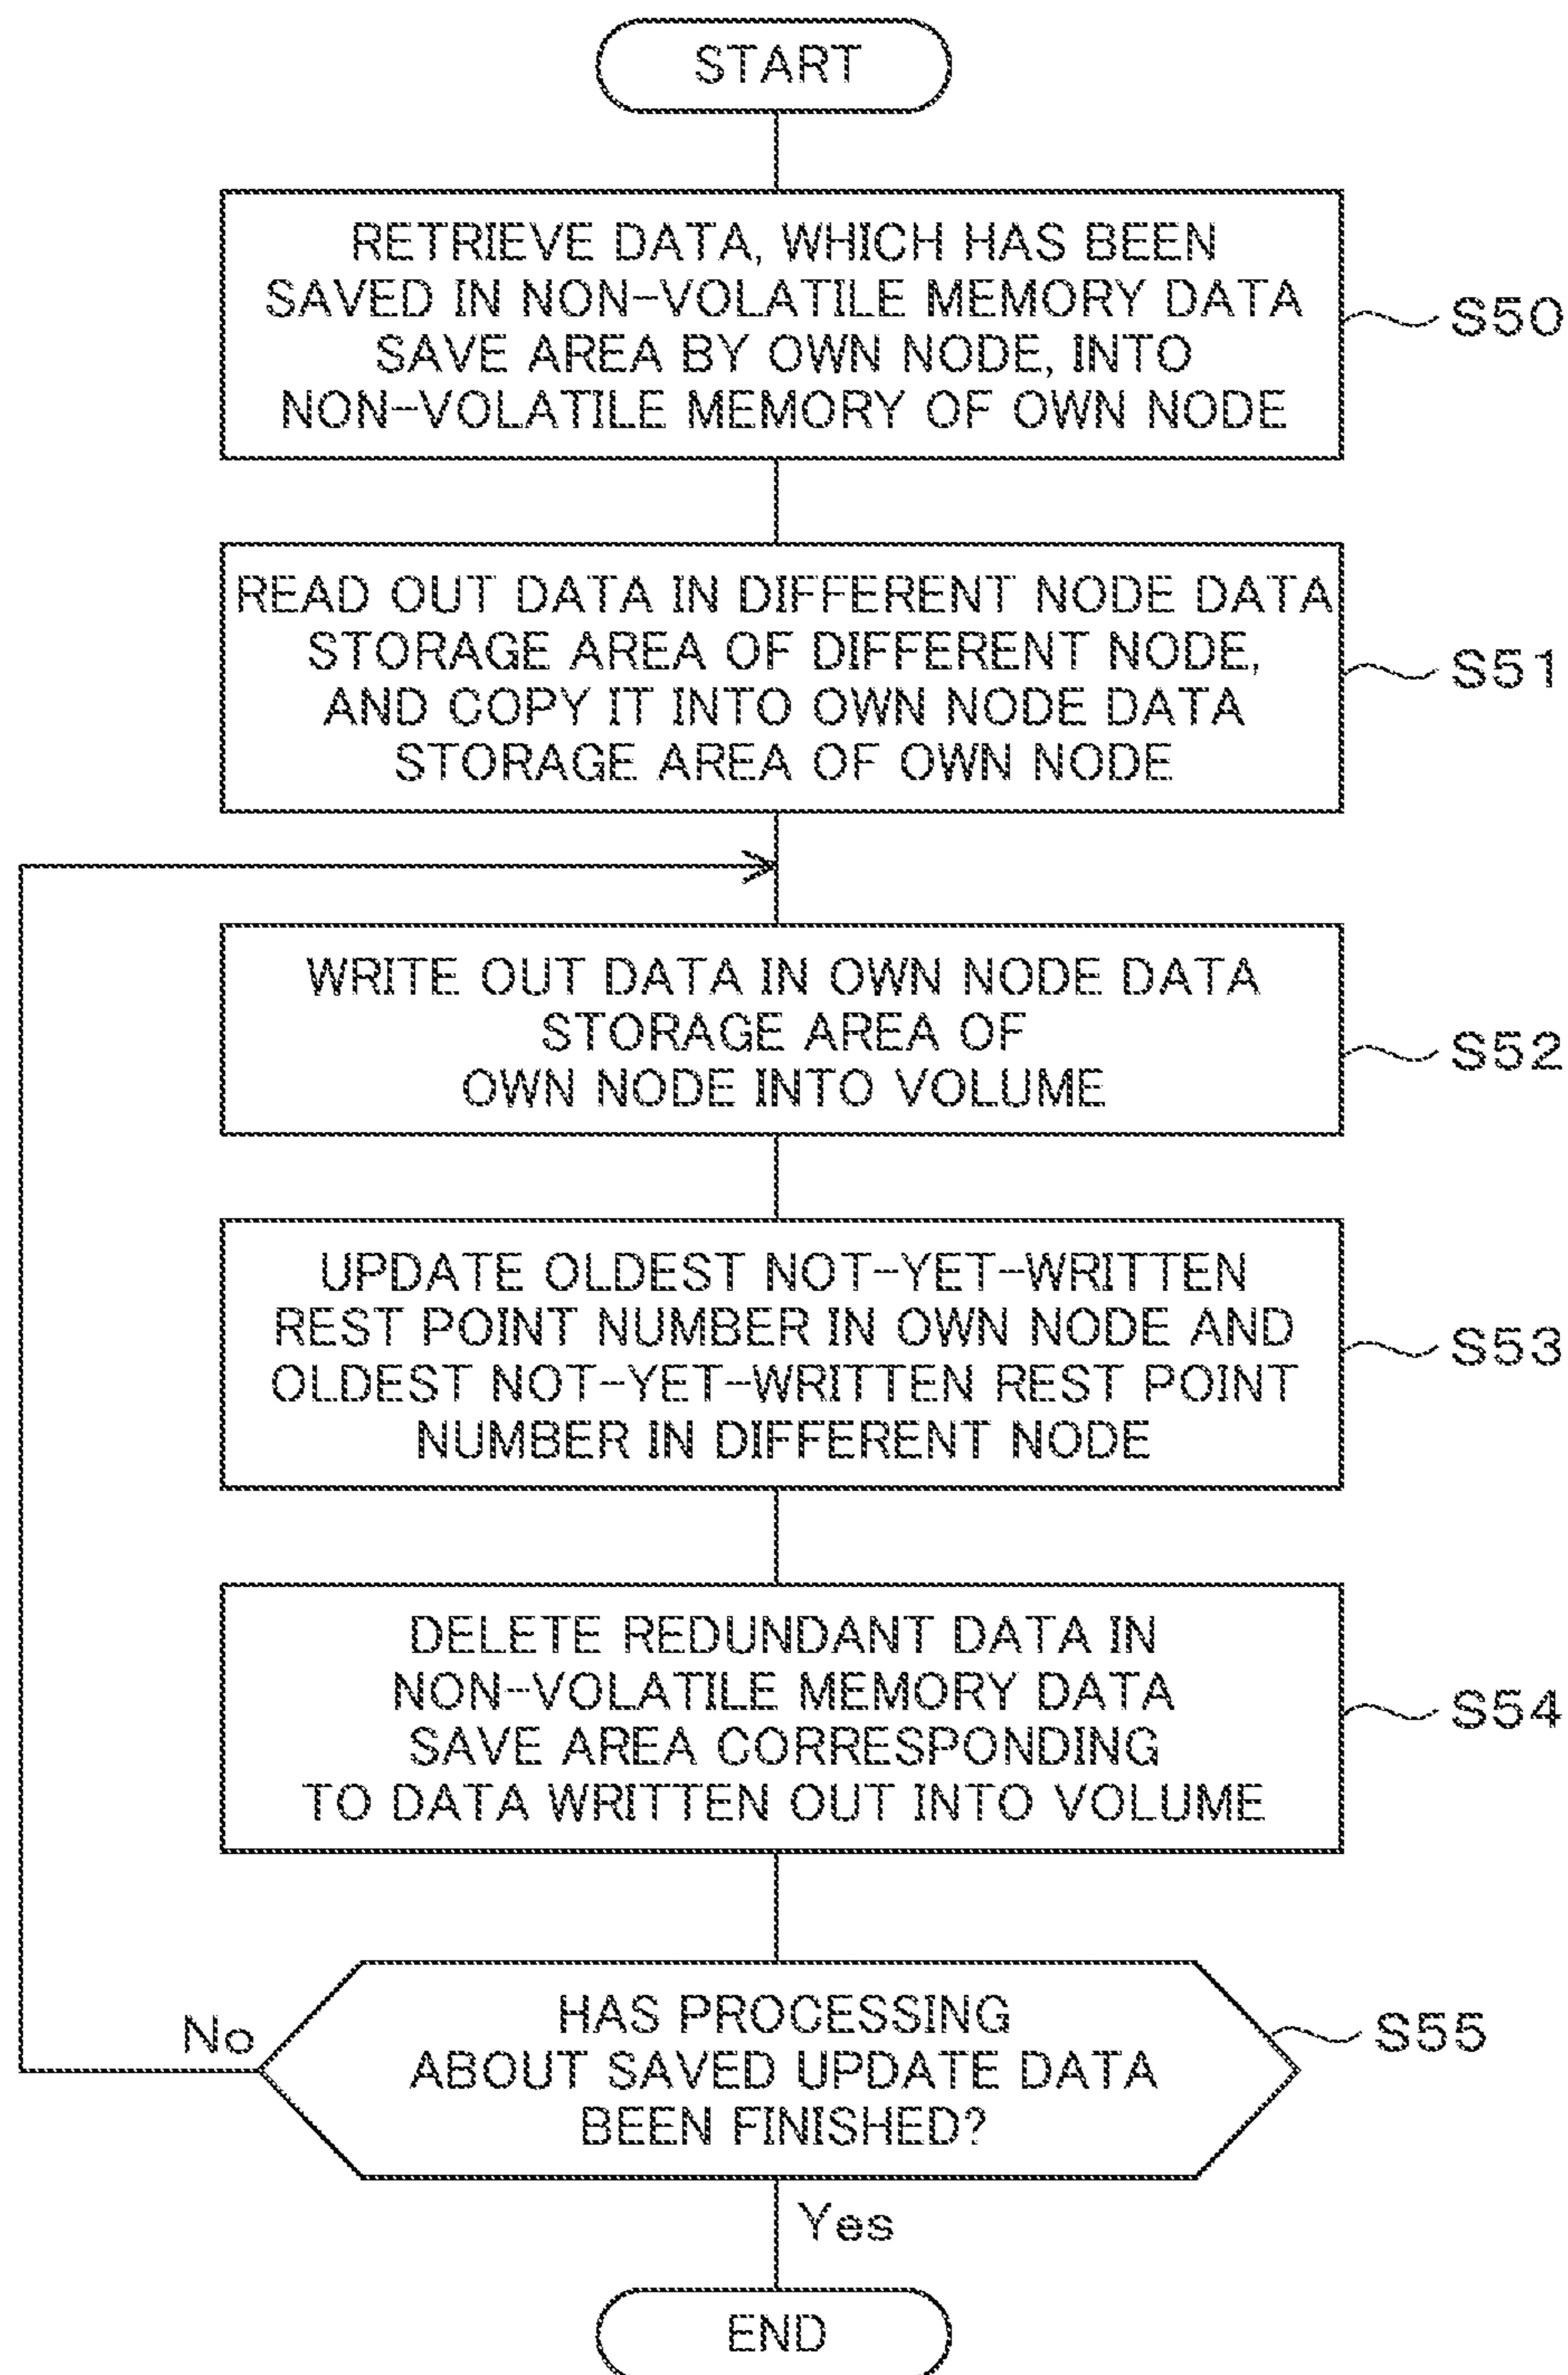 START
RETRIEVE DATA, WHICH HAS BEEN
SAVED IN NON-VOLATILE MEMORY DATA
SAVE AREA BY OWN NODE, INTO
NON-VOLATILE MEMORY OF OWN NODE
S50
READ OUT DATA IN DIFFERENT NODE DATA
STORAGE AREA OF DIFFERENT NODE,
AND COPY IT INTO OWN NODE DATA
STORAGE AREA OF OWN NODE
S51
WRITE OUT DATA IN OWN NODE DATA
STORAGE AREA OF
OWN NODE INTO VOLUME
S52
UPDATE OLDEST NOT-YET-WRITTEN
REST POINT NUMBER IN OWN NODE AND
OLDEST NOT-YET-WRITTEN REST POINT
NUMBER IN DIFFERENT NODE
S53
DELETE REDUNDANT DATA IN
NON-VOLATILE MEMORY DATA
SAVE AREA CORRESPONDING
TO DATA WRITTEN OUT INTO VOLUME
S54
HAS PROCESSING
ABOUT SAVED UPDATE DATA
BEEN FINISHED?
S55
No
Yes
END